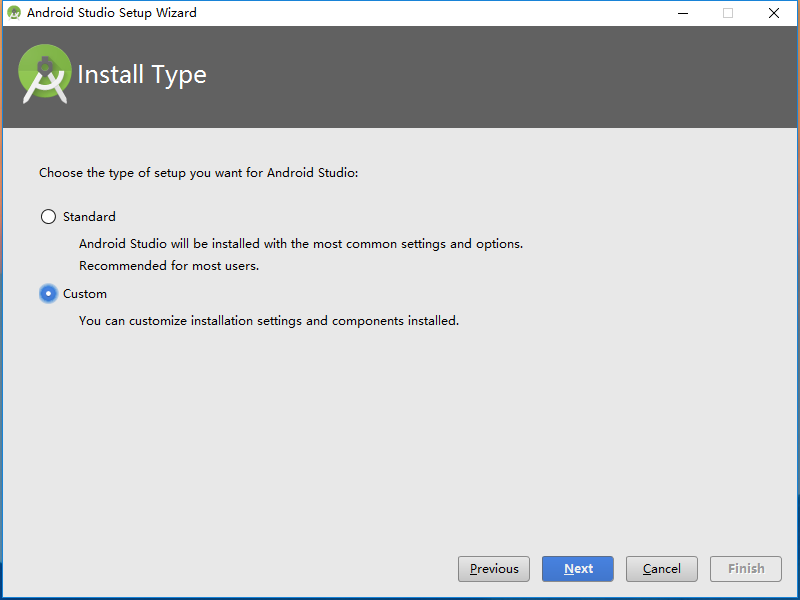 Android Studio Setup Wizard
Install Type
Choose the type of setup you want for Android Studio:
Standard
Android Studio will be installed with the most common settings and options.
Recommended for most users.
Custom
You can customize installation settings and components installed.
Previous Next Cancel Finish